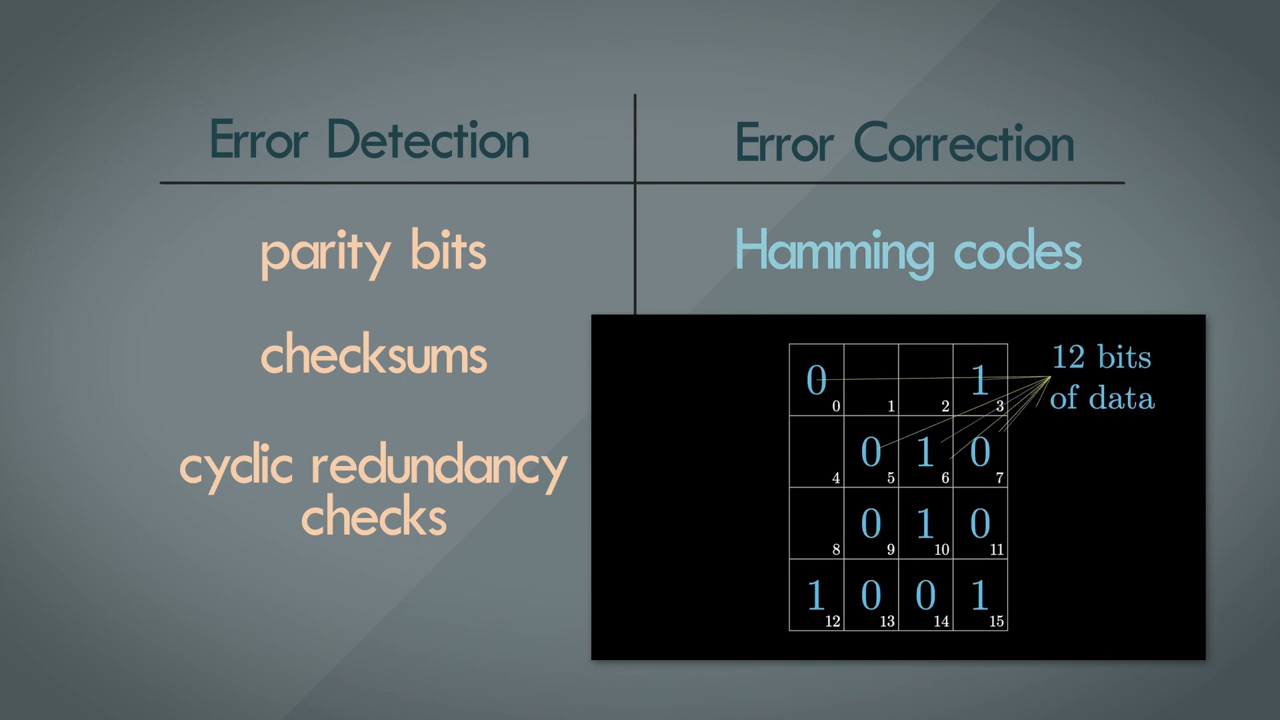 Error Detection
Error Correction
parity bits
Hamming codes
checksums
cyclic redundancy
checks
12 bits
of data
0 1
0 1 2 3
0 1 0
4 5 6 7
0 1 0
8 9 10 11
1 0 0 1
12 13 14 15